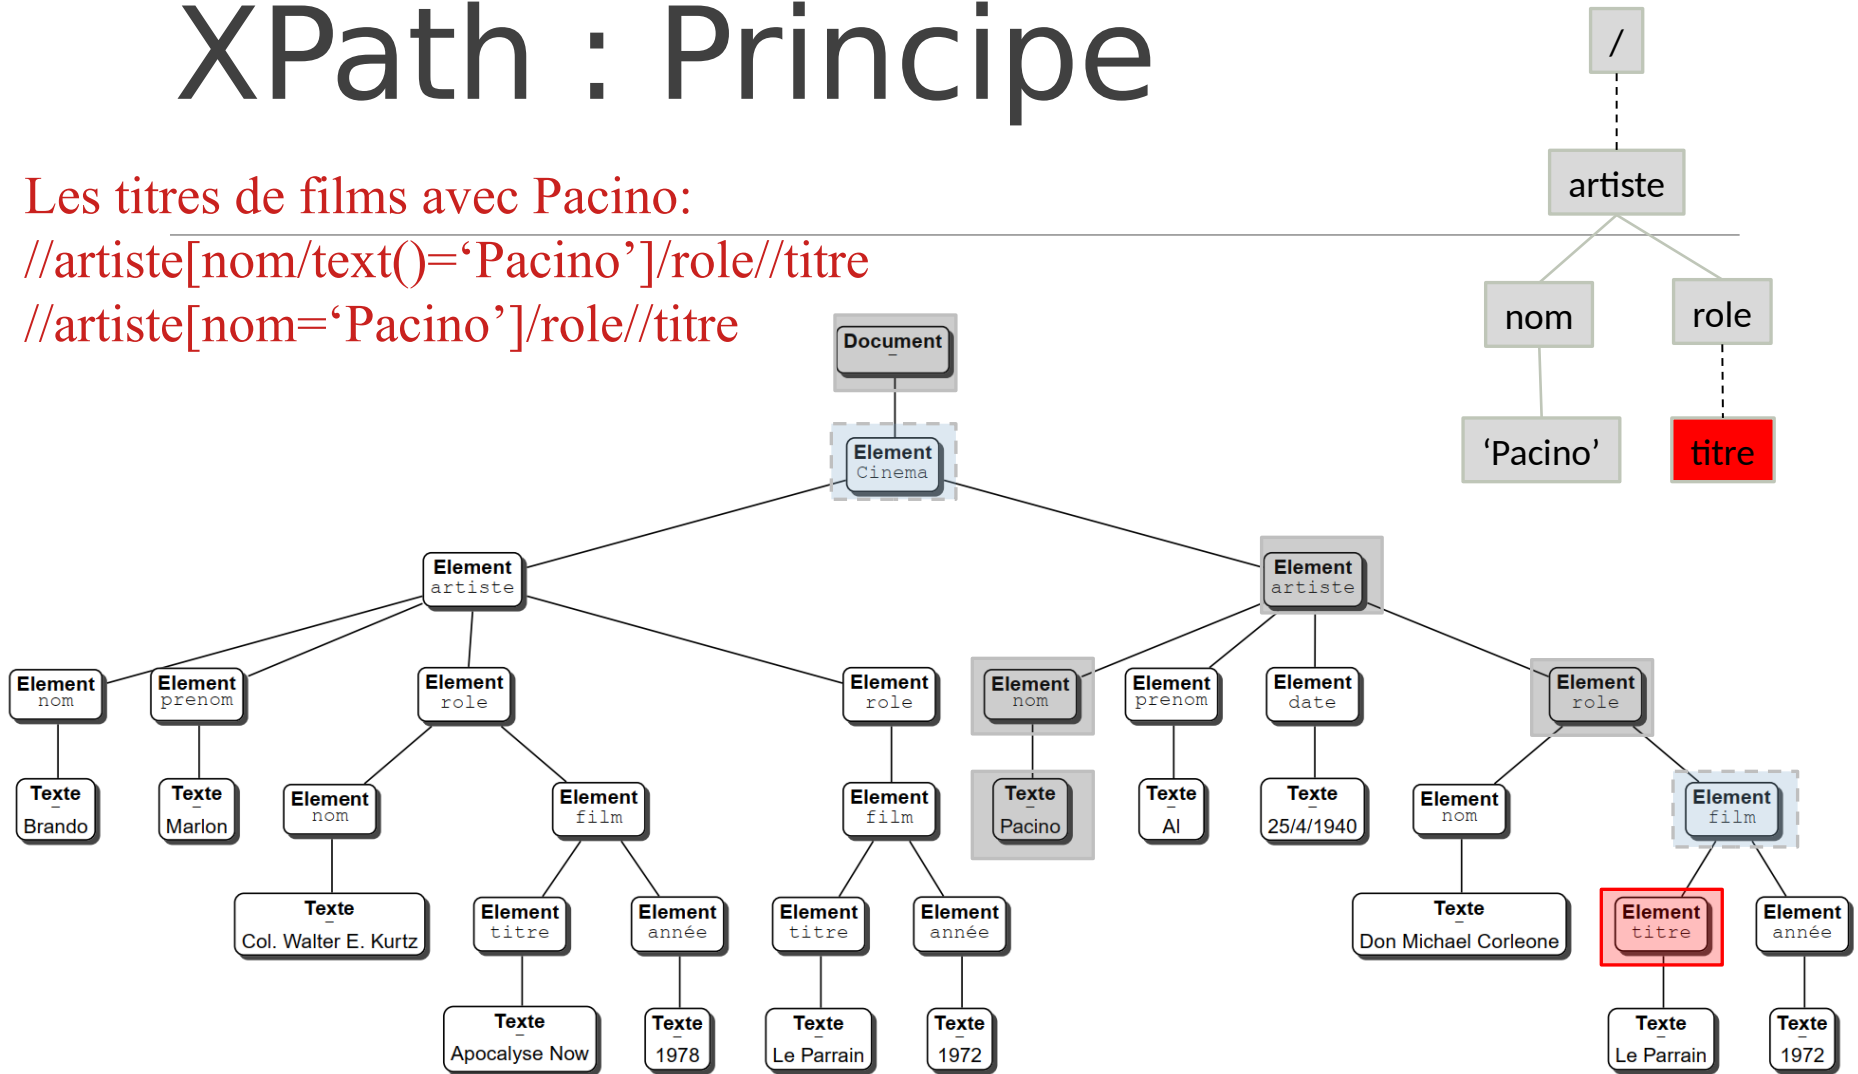 XPath : Principe
/
artiste
nom
role
‘Pacino’
titre
Les titres de films avec Pacino:
//artiste[nom/text()=‘Pacino’]/role//titre
//artiste[nom=‘Pacino’]/role//titre
Document
–
Element
Cinema
Element
artiste
Element
artiste
Element
nom
Element
prenom
Element
role
Element
role
Element
nom
Element
prenom
Element
date
Element
role
Texte
–
Brando
Texte
–
Marlon
Element
nom
Element
film
Element
film
Texte
–
Pacino
Texte
–
Al
Texte
–
25/4/1940
Element
nom
Element
film
Texte
–
Col. Walter E. Kurtz
Element
titre
Element
année
Element
titre
Element
année
Texte
–
Don Michael Corleone
Element
titre
Element
année
Texte
–
Apocalyse Now
Texte
–
1978
Texte
–
Le Parrain
Texte
–
1972
Texte
–
Le Parrain
Texte
–
1972